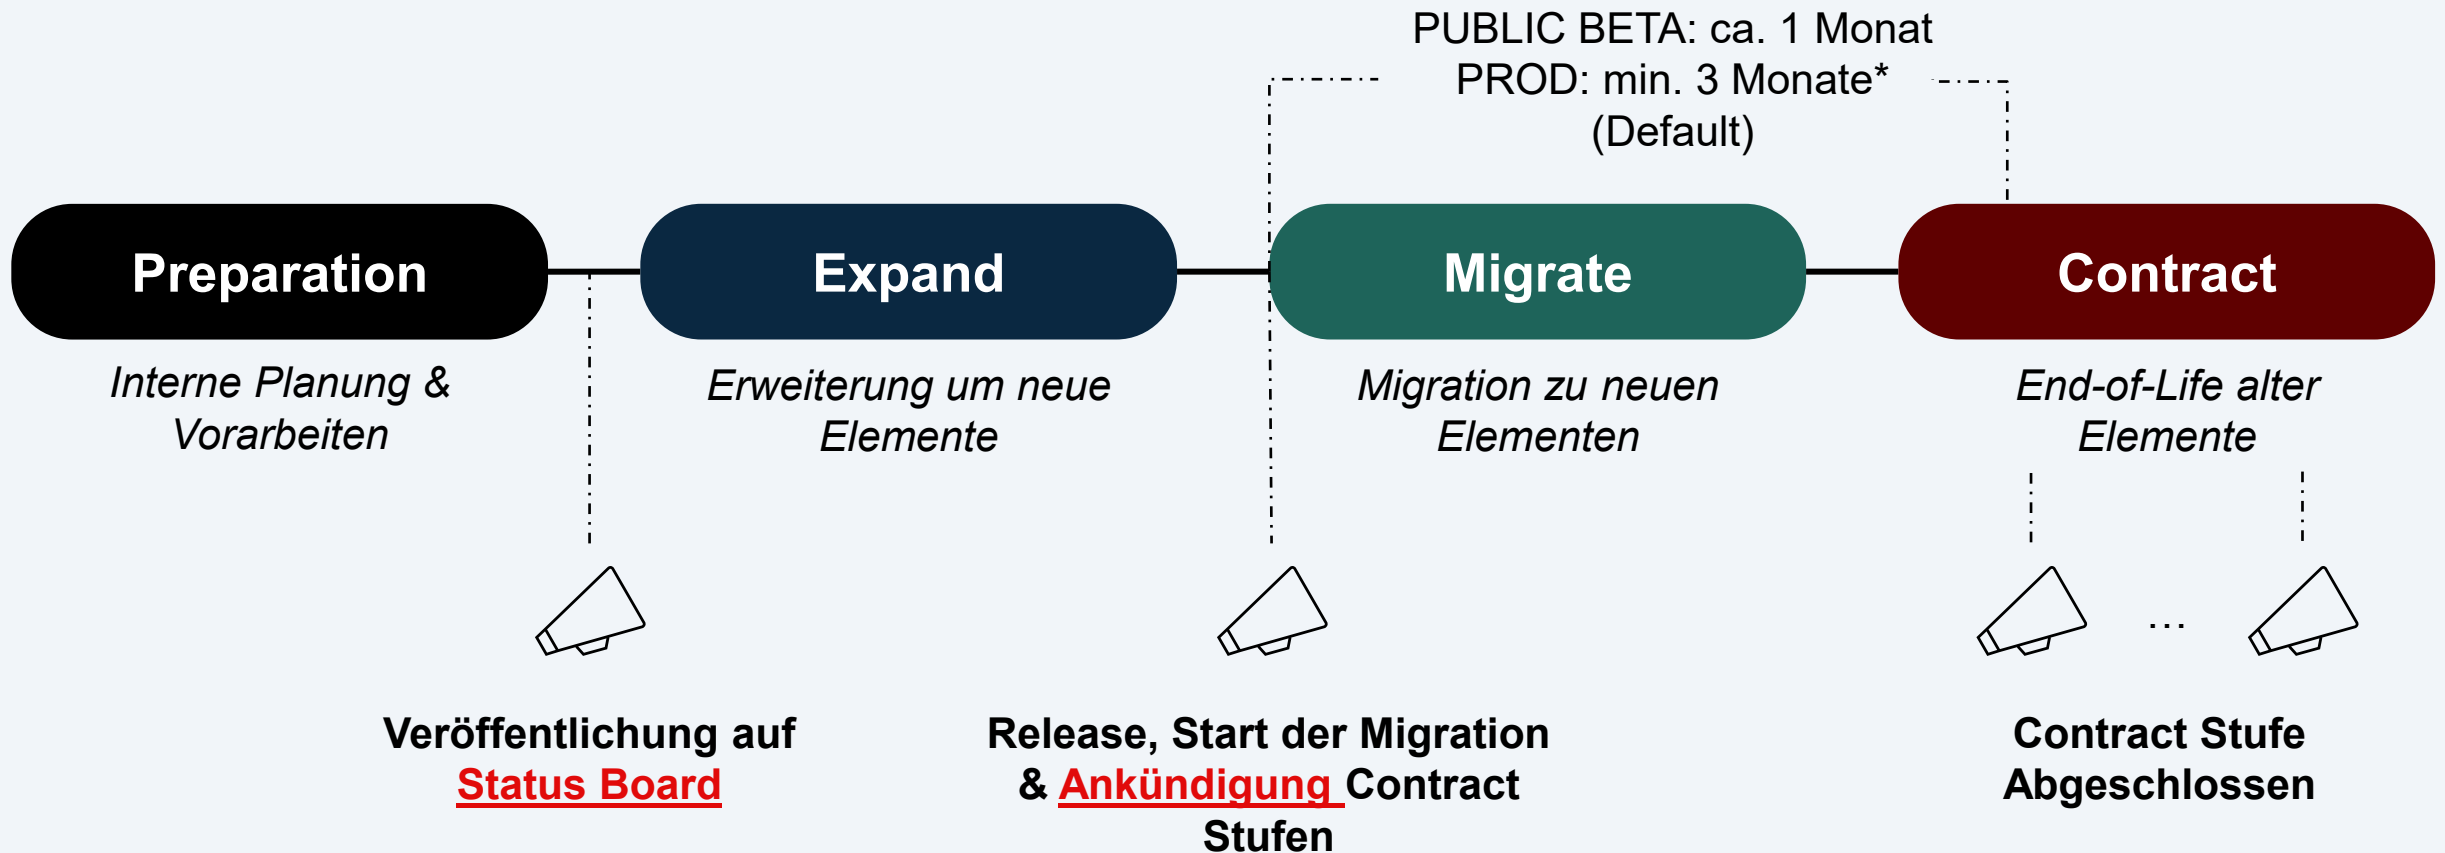 PUBLIC BETA: ca. 1 Monat
PROD: min. 3 Monate*
(Default)
Preparation
Expand
Migrate
Contract
Interne Planung &
Vorarbeiten
Erweiterung um neue
Elemente
Migration zu neuen
Elementen
End-of-Life alter
Elemente
...
Veröffentlichung auf
Status Board
Release, Start der Migration
& Ankündigung Contract
Stufen
Contract Stufe
Abgeschlossen